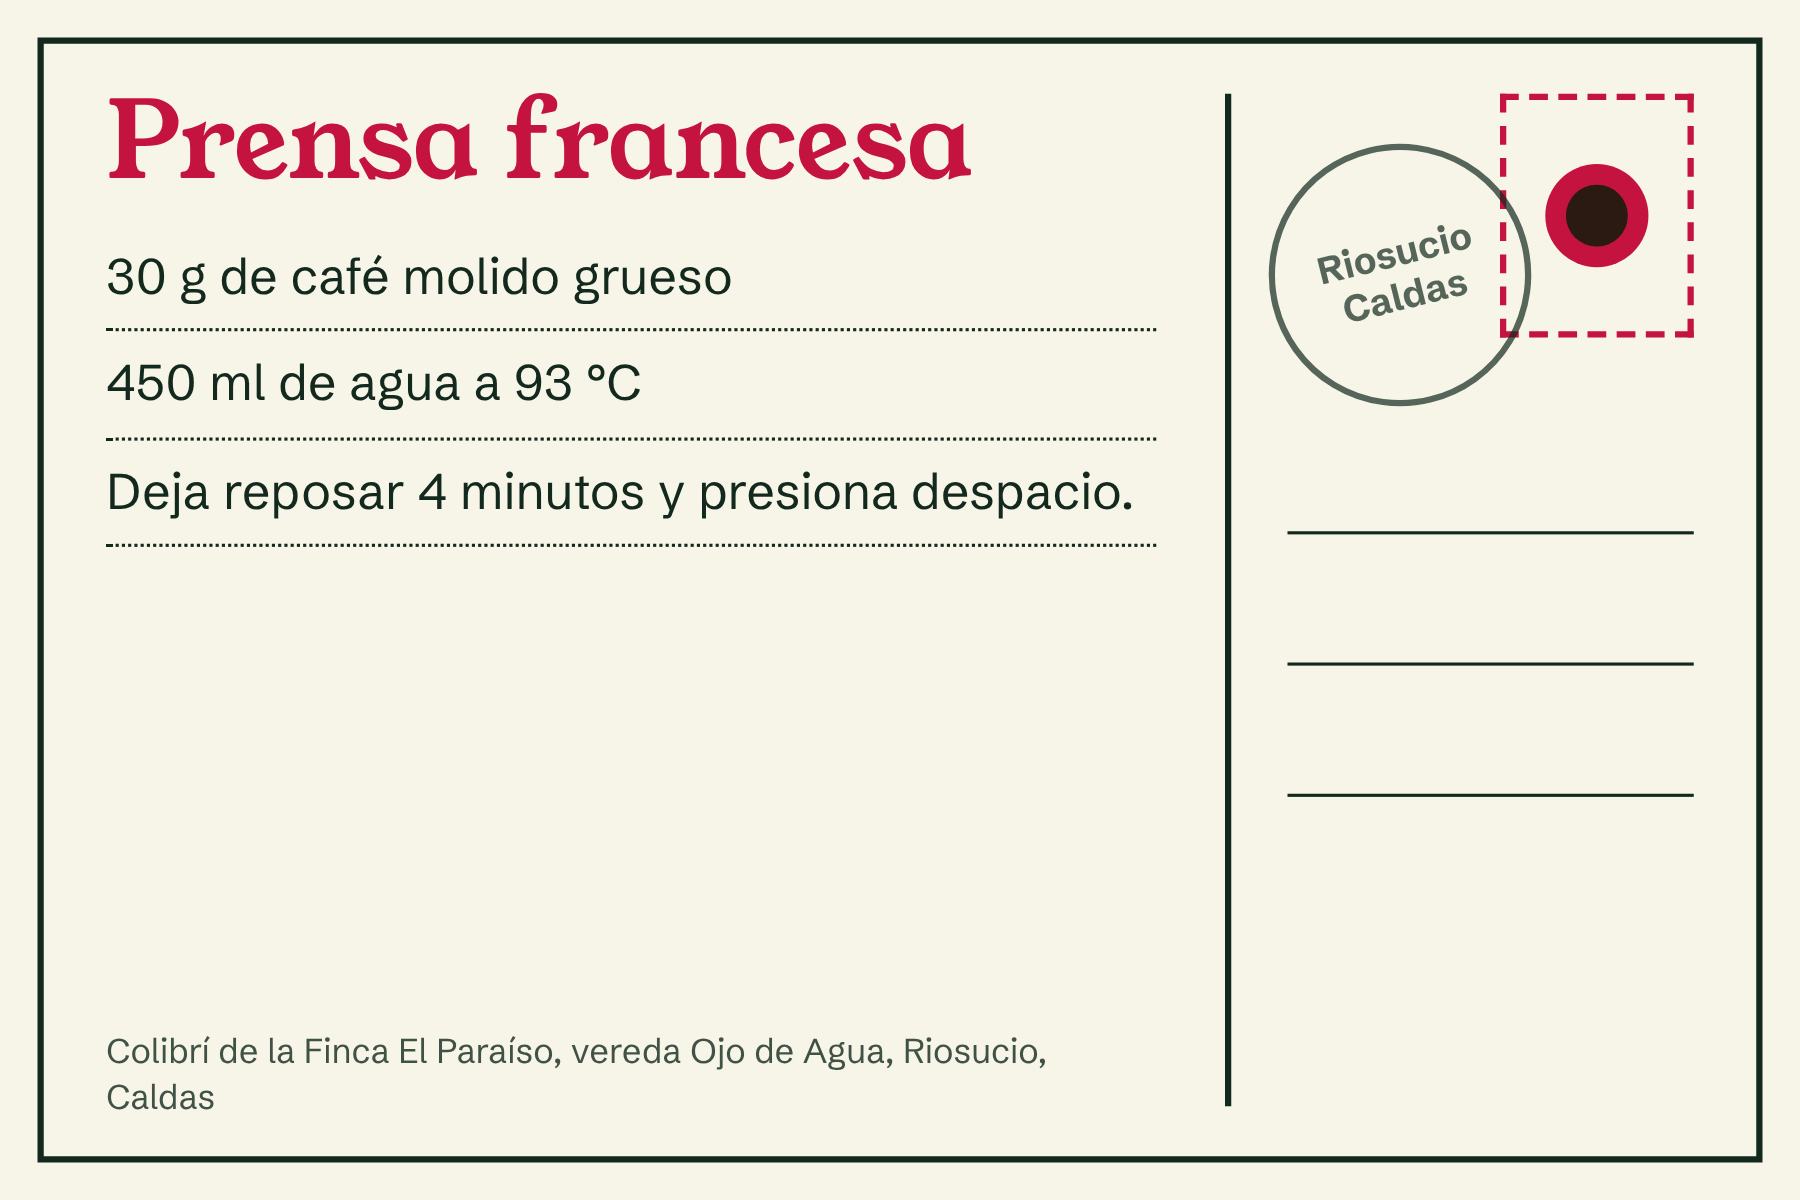 Prensa francesa
30 g de café molido grueso
450 ml de agua a 93 °C
Deja reposar 4 minutos y presiona despacio.
Colibrí de la Finca El Paraíso, vereda Ojo de Agua, Riosucio,
Caldas
Riosucio
Caldas